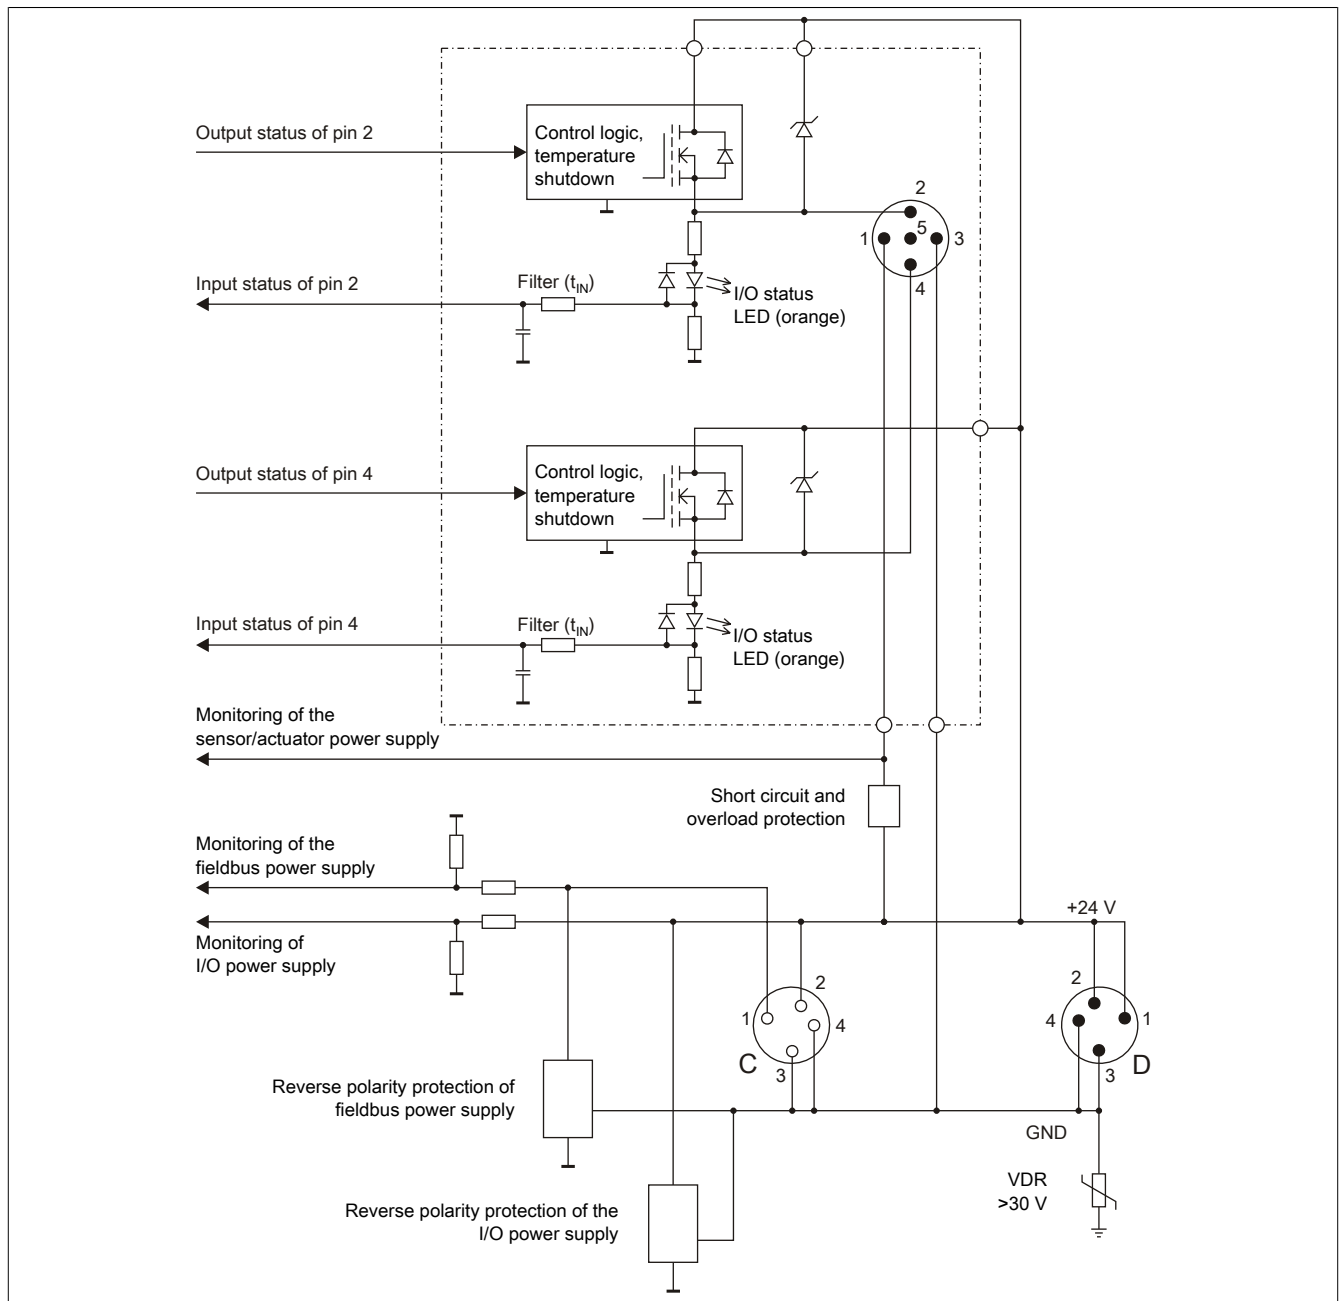 Output status of pin 2
Control logic,
temperature
shutdown
2
1
5
3
4
Input status of pin 2
Filter (tIN)
I/O status
LED (orange)
Output status of pin 4
Control logic,
temperature
shutdown
Input status of pin 4
Filter (tIN)
I/O status
LED (orange)
Monitoring of the
sensor/actuator power supply
Short circuit and
overload protection
Monitoring of the
fieldbus power supply
+24 V
Monitoring of
I/O power supply
2
1
4
3
C
2
4
1
3
D
Reverse polarity protection of
fieldbus power supply
GND
VDR
>30 V
Reverse polarity protection of the
I/O power supply